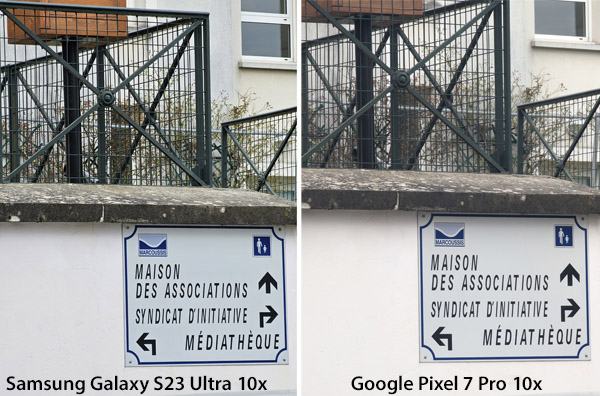 MARCOUSSIS
MAISON
DES ASSOCIATIONS
SYNDICAT D'INITIATIVE
MÉDIATHÈQUE
MARCOUSSIS
MAISON
DES ASSOCIATIONS
SYNDICAT D'INITIATIVE
MÉDIATHÈQUE
Samsung Galaxy S23 Ultra 10x
Google Pixel 7 Pro 10x